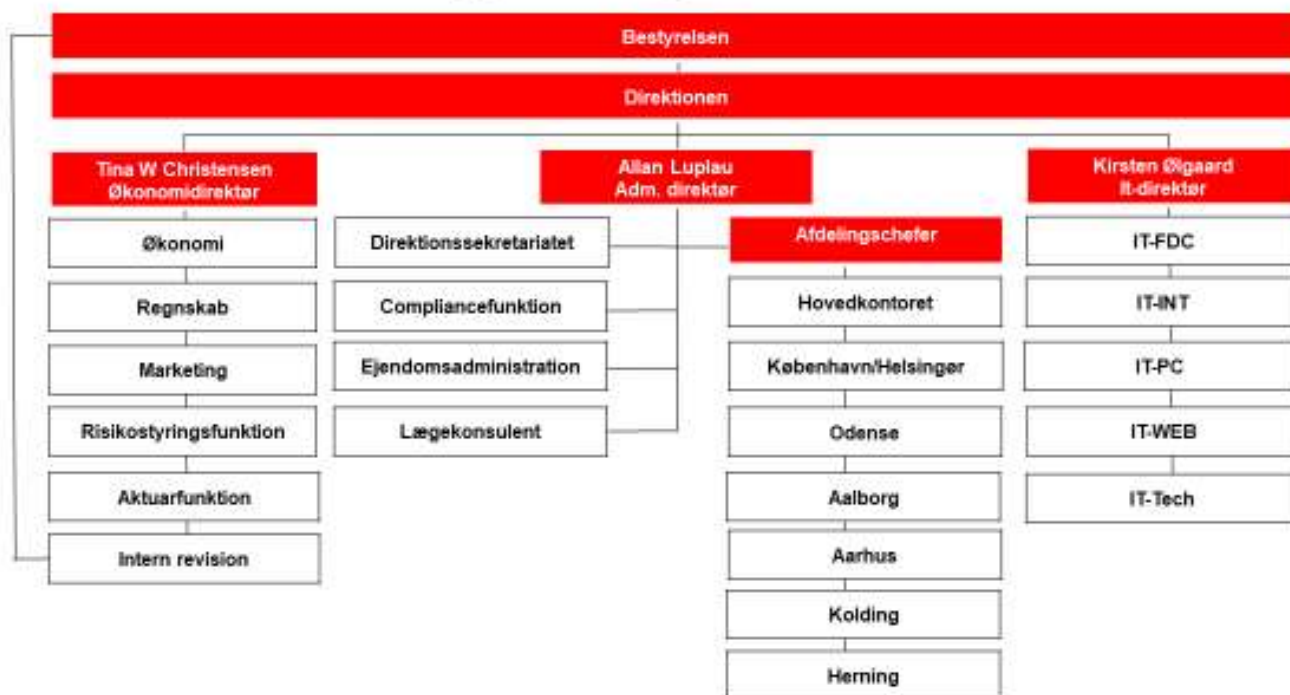 Bestyrelsen
Direktionen
Tina W Christensen
Økonomidirektør
Økonomi
Regnskab
Marketing
Risikostyringsfunktion
Aktuarfunktion
Intern revision
Allan Luplau
Adm. direktør
Direktionssekretariatet
Compliancefunktion
Ejendomsadministration
Lægekonsulent
Afdelingschefer
Hovedkontoret
København/Helsingør
Odense
Aalborg
Aarhus
Kolding
Herning
Kirsten Ølgaard
It-direktør
IT-FDC
IT-INT
IT-PC
IT-WEB
IT-Tech